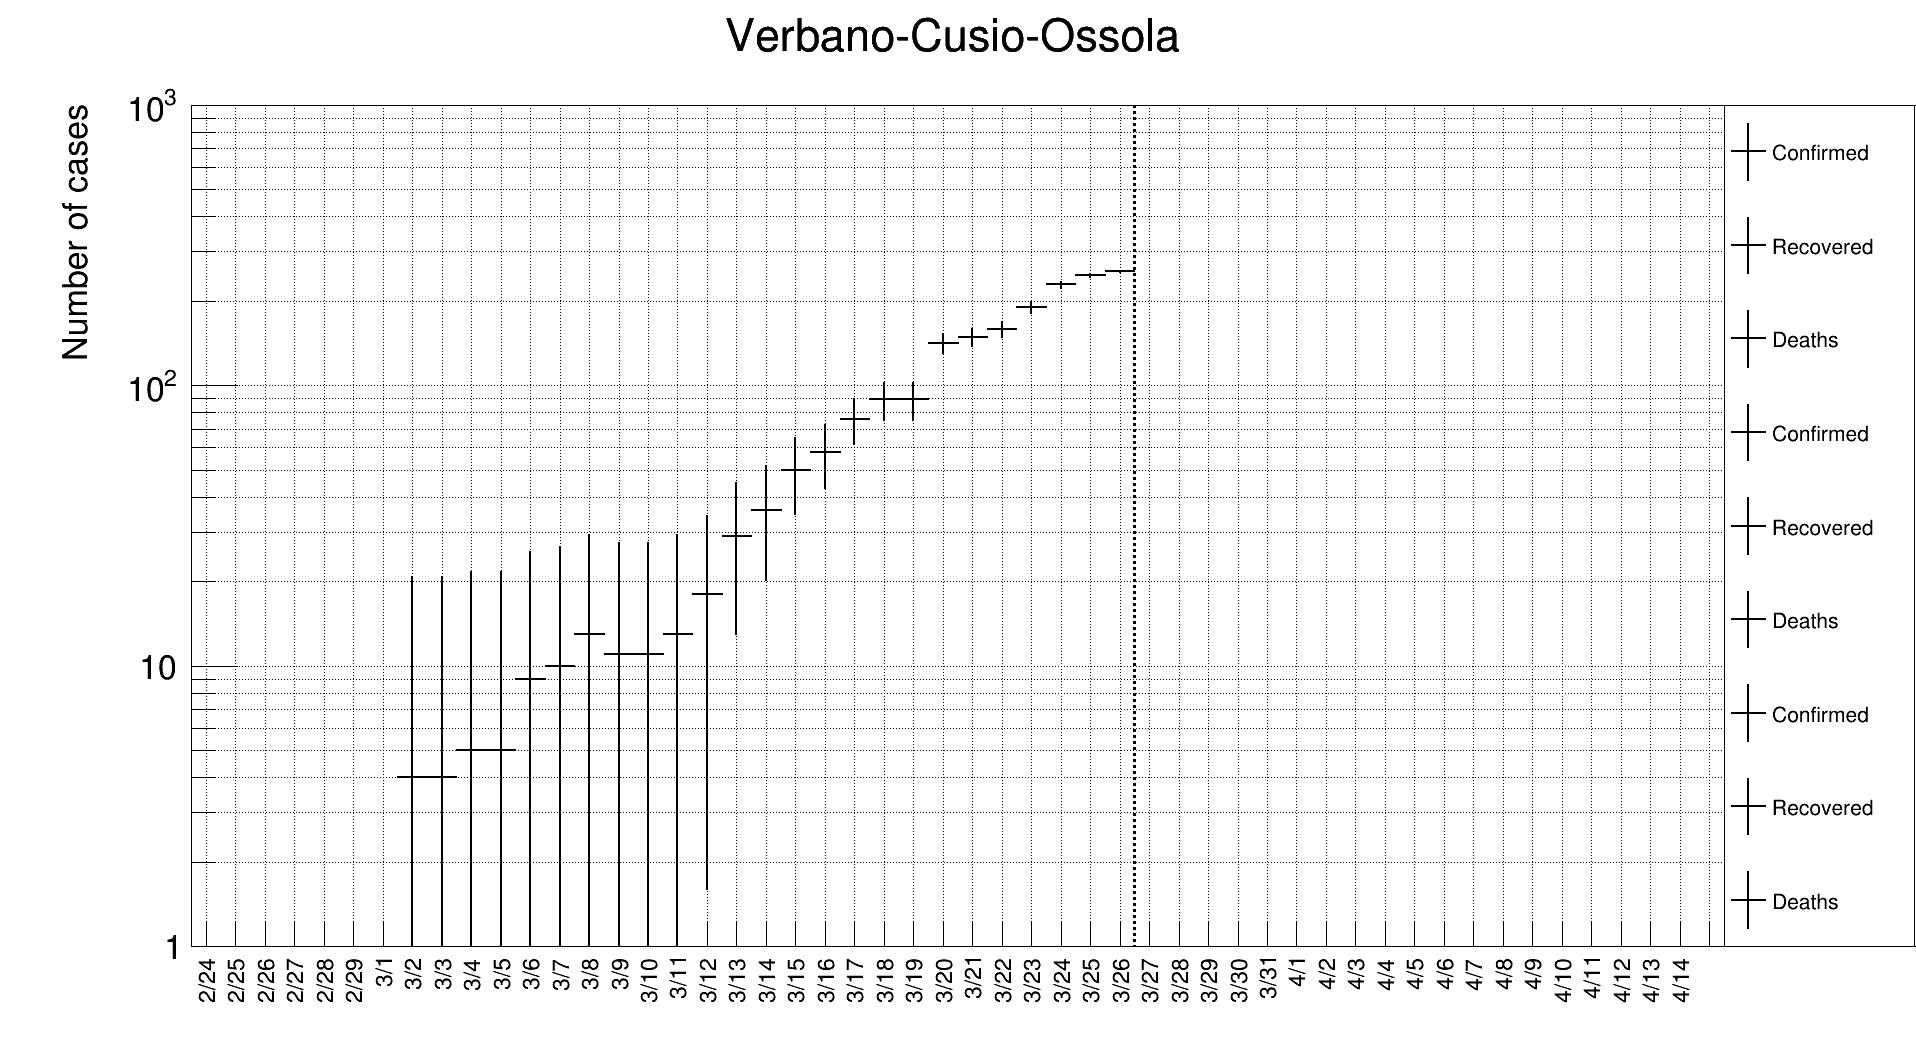 Verbano-Cusio-Ossola
Number of cases
10³
10²
10
1
2/24 2/25 2/26 2/27 2/28 2/29 3/1 3/2 3/3 3/4 3/5 3/6 3/7 3/8 3/9 3/10 3/11 3/12 3/13 3/14 3/15 3/16 3/17 3/18 3/19 3/20 3/21 3/22 3/23 3/24 3/25 3/26 3/27 3/28 3/29 3/30 3/31 4/1 4/2 4/3 4/4 4/5 4/6 4/7 4/8 4/9 4/10 4/11 4/12 4/13 4/14
Confirmed
Recovered
Deaths
Confirmed
Recovered
Deaths
Confirmed
Recovered
Deaths